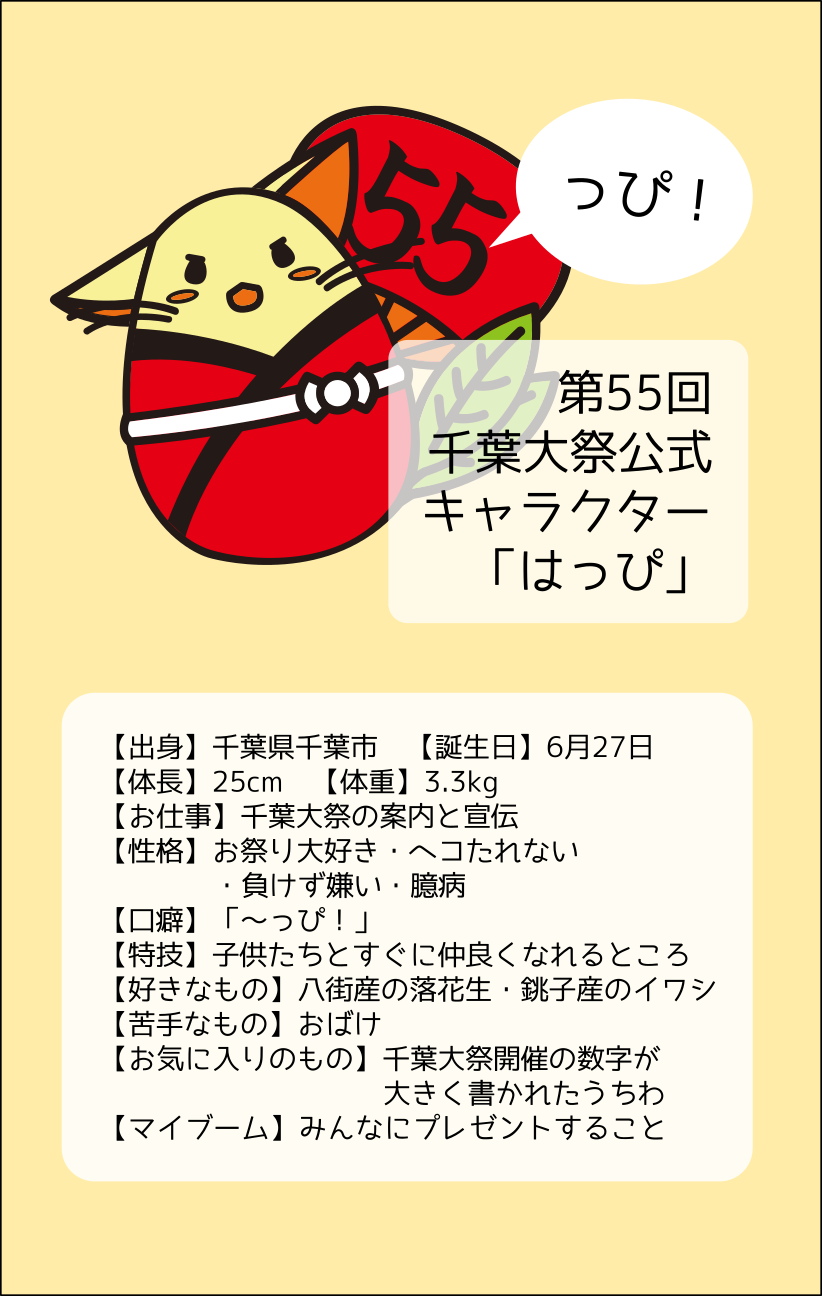 55
っぴ！
第55回
千葉大祭公式
キャラクター
「はっぴ」
【出身】千葉県千葉市　【誕生日】6月27日
【体長】25cm　【体重】3.3kg
【お仕事】千葉大祭の案内と宣伝
【性格】お祭り大好き・ヘコたれない
・負けず嫌い・臆病
【口癖】「～っぴ！」
【特技】子供たちとすぐに仲良くなれるところ
【好きなもの】八街産の落花生・銚子産のイワシ
【苦手なもの】おばけ
【お気に入りのもの】千葉大祭開催の数字が
大きく書かれたうちわ
【マイブーム】みんなにプレゼントすること